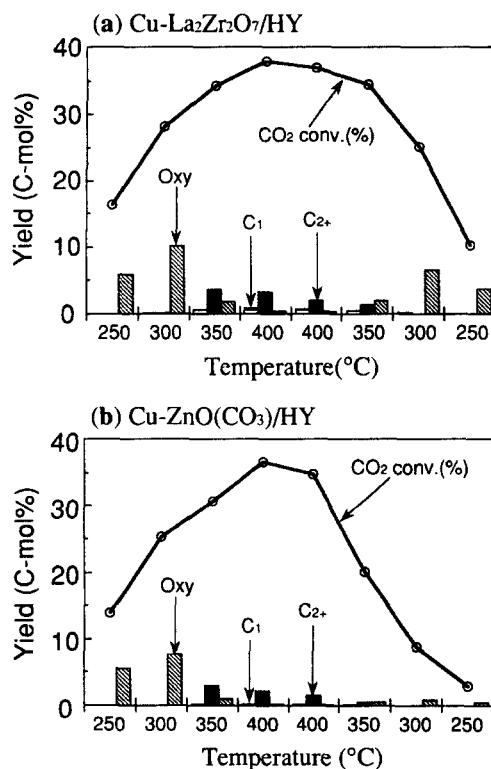 (a) Cu-La₂Zr₂O₇/HY
40
30
20
10
0
Yield (C-mol%)
CO₂ conv.(%)
Oxy
C₁
C₂₊
250 300 350 400 400 350 300 250
Temperature(°C)
(b) Cu-ZnO(CO₃)/HY
40
30
20
10
0
Yield (C-mol%)
CO₂ conv.(%)
Oxy
C₁
C₂₊
250 300 350 400 400 350 300 250
Temperature (°C)